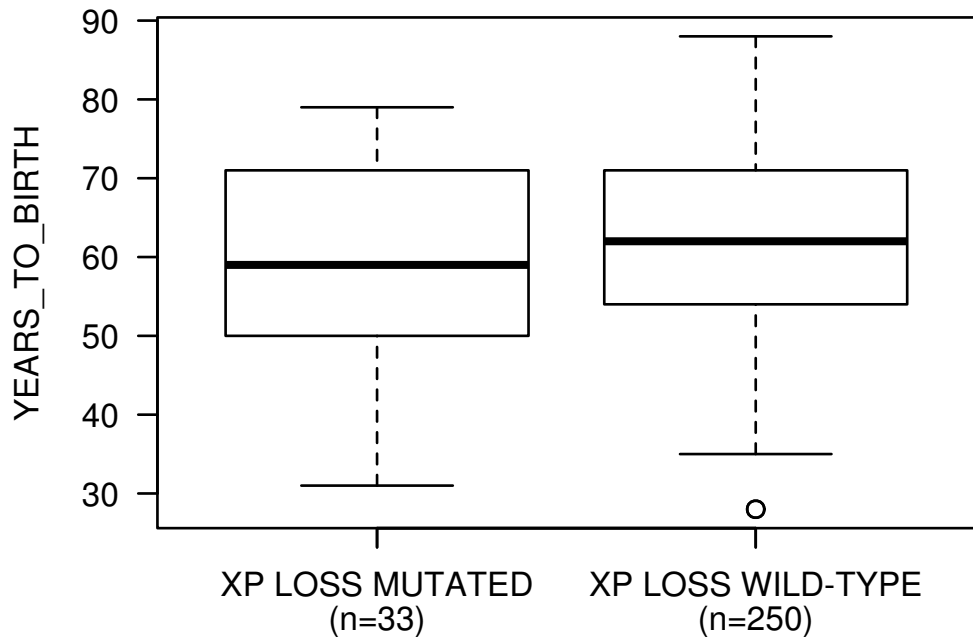 YEARS_TO_BIRTH
90
80
70
60
50
40
30
XP LOSS MUTATED
(n=33)
XP LOSS WILD-TYPE
(n=250)